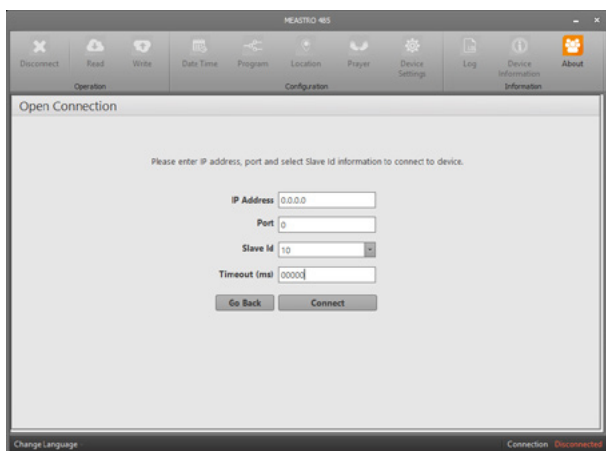 MEASTRO 485
Disconnect Read Write Date Time Program Location Prayer Device Settings Log Device Information About
Operation Configuration Information
Open Connection
Please enter IP address, port and select Slave Id information to connect to device.
IP Address 0.0.0.0
Port 0
Slave Id 10
Timeout (ms) 00000
Go Back Connect
Change Language Connection Disconnected